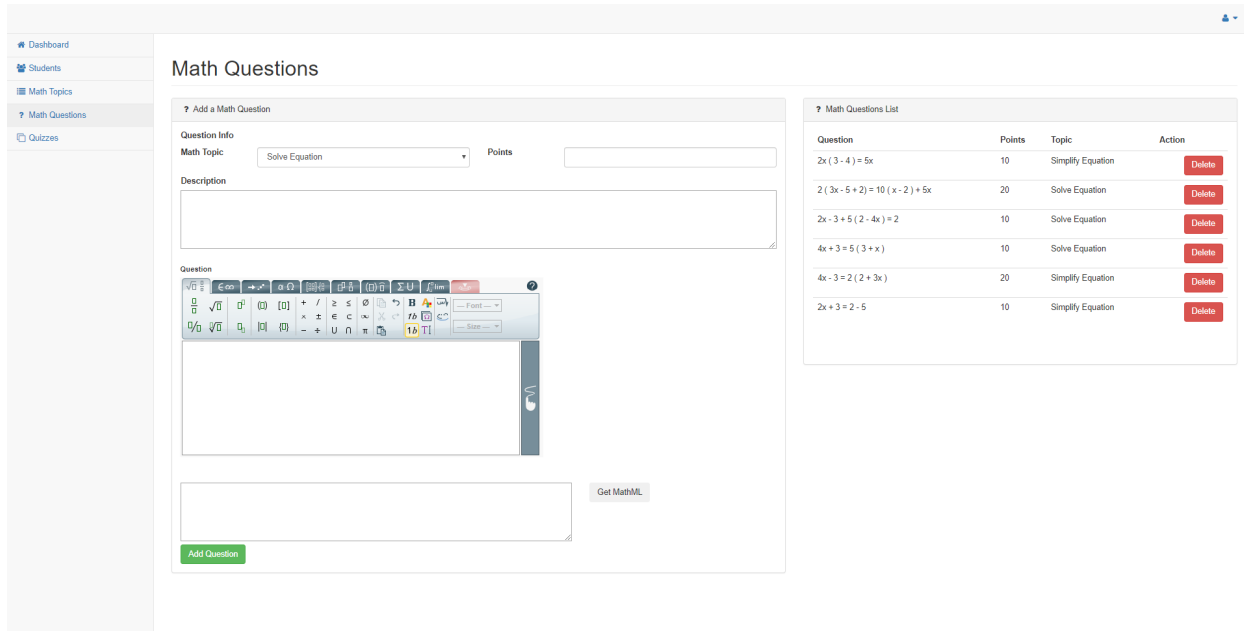 Dashboard
Students
Math Topics
? Math Questions
Quizzes
Math Questions
? Add a Math Question
Question Info
Math Topic
Solve Equation
Points
Description
Question
— Font —
— Size —
Get MathML
Add Question
? Math Questions List
Question Points Topic Action
2x ( 3 - 4 ) = 5x 10 Simplify Equation Delete
2 ( 3x - 5 + 2) = 10 ( x - 2 ) + 5x 20 Solve Equation Delete
2x - 3 + 5 ( 2 - 4x ) = 2 10 Solve Equation Delete
4x + 3 = 5 ( 3 + x ) 10 Solve Equation Delete
4x - 3 = 2 ( 2 + 3x ) 20 Simplify Equation Delete
2x + 3 = 2 - 5 10 Simplify Equation Delete